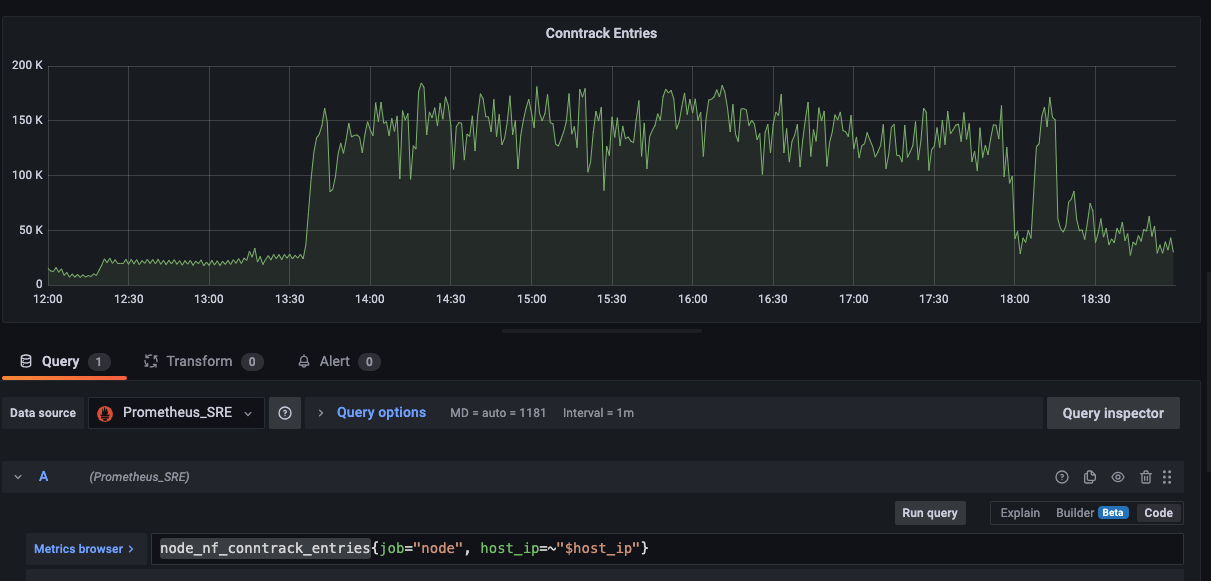 Conntrack Entries
200 K
150 K
100 K
50 K
0
12:00 12:30 13:00 13:30 14:00 14:30 15:00 15:30 16:00 16:30 17:00 17:30 18:00 18:30
Query 1 Transform 0 Alert 0
Data source Prometheus_SRE Query options MD = auto = 1181 Interval = 1m Query inspector
A (Prometheus_SRE)
Run query Explain Builder Beta Code
Metrics browser > node_nf_conntrack_entries{job="node", host_ip=~"$host_ip"}